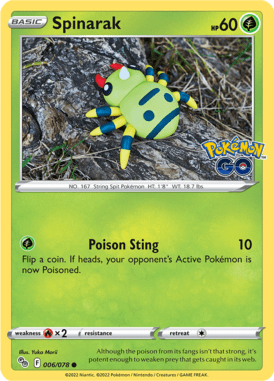 BASIC Spinarak HP60
Pokémon GO
NO. 167 String Spit Pokémon HT: 1'8" WT: 18.7 lbs
Poison Sting 10
Flip a coin. If heads, your opponent's Active Pokémon is
now Poisoned.
weakness ×2 resistance retreat
Illus. Yuka Morii
F 006/078
Although the poison from its fangs isn't that strong, it's
potent enough to weaken prey that gets caught in its web.
©2022 Pokémon / Nintendo / Creatures / GAME FREAK